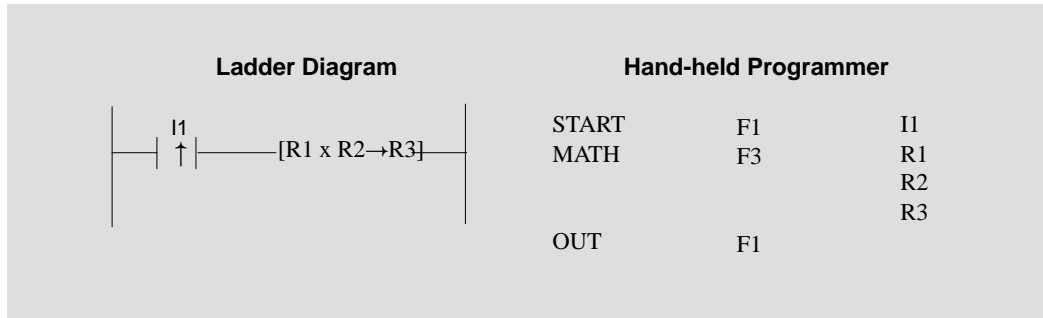 Ladder Diagram
Hand-held Programmer
I1
↑
[R1 x R2→R3]
START F1 I1
MATH F3 R1
R2
R3
OUT F1